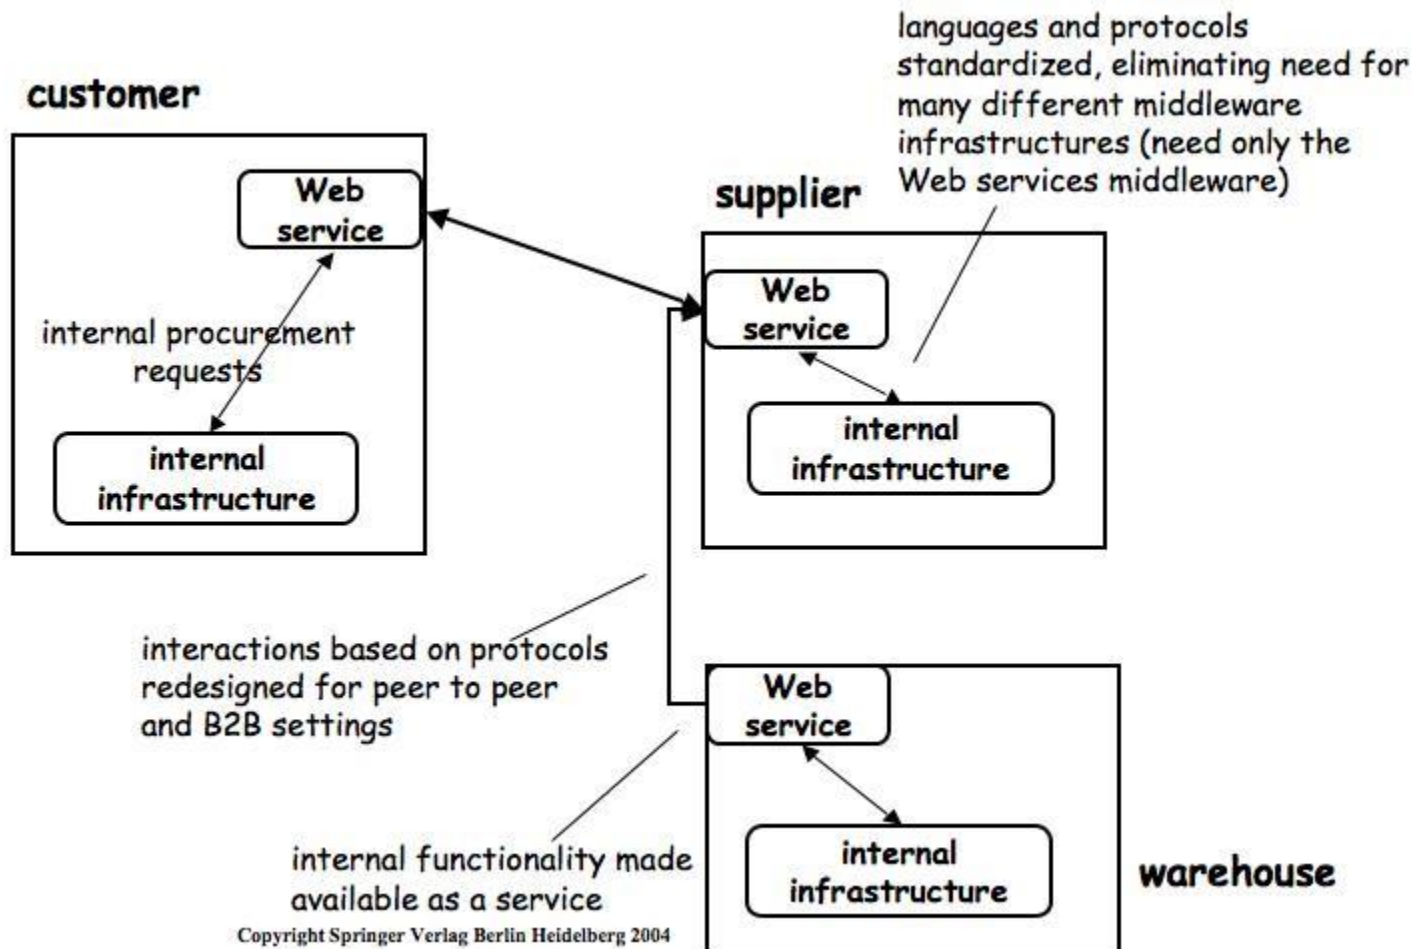 languages and protocols
standardized, eliminating need for
many different middleware
infrastructures (need only the
Web services middleware)
customer
Web
service
internal procurement
requests
internal
infrastructure
supplier
Web
service
internal
infrastructure
interactions based on protocols
redesigned for peer to peer
and B2B settings
Web
service
internal
infrastructure
warehouse
internal functionality made
available as a service
Copyright Springer Verlag Berlin Heidelberg 2004